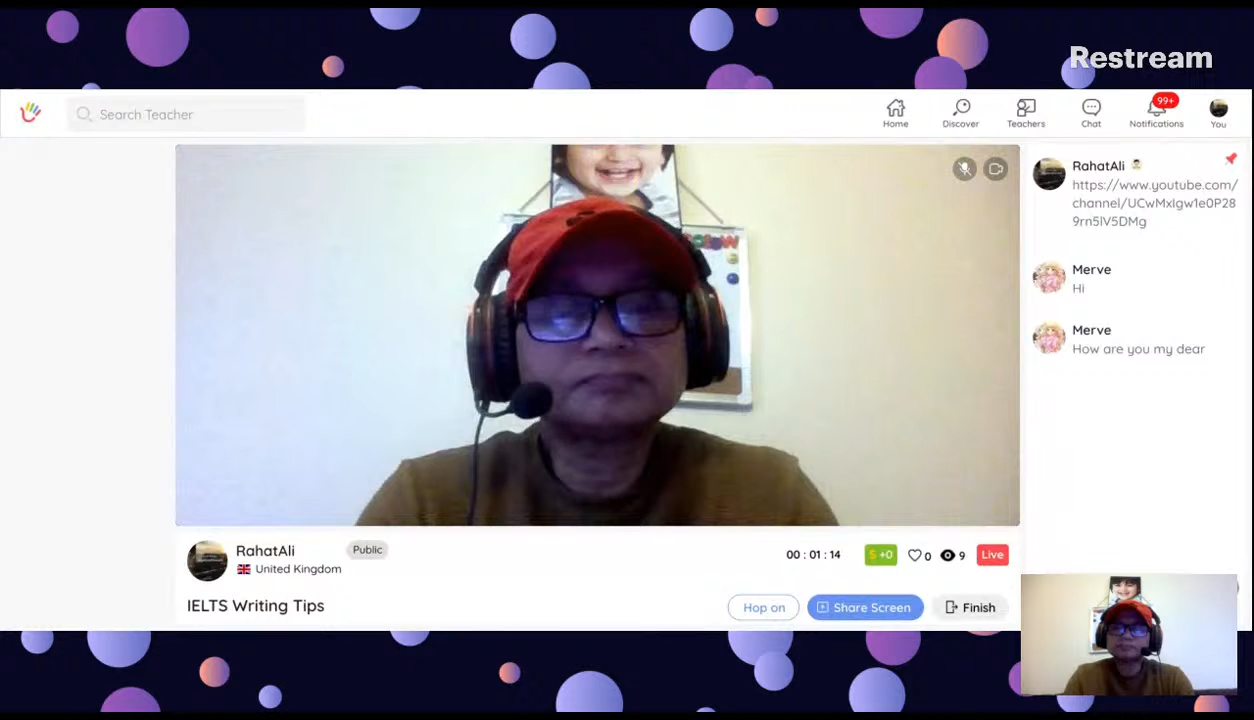 Restream
Search Teacher
Home
Discover
Teachers
Chat
99+
Notifications
You
RahatAli
https://www.youtube.com/
channel/UCwMxIgw1e0P28
9rn5IV5DMg
Merve
Hi
Merve
How are you my dear
RahatAli
Public
United Kingdom
00 : 01 : 14
$ +0
0
9
Live
IELTS Writing Tips
Hop on
Share Screen
Finish